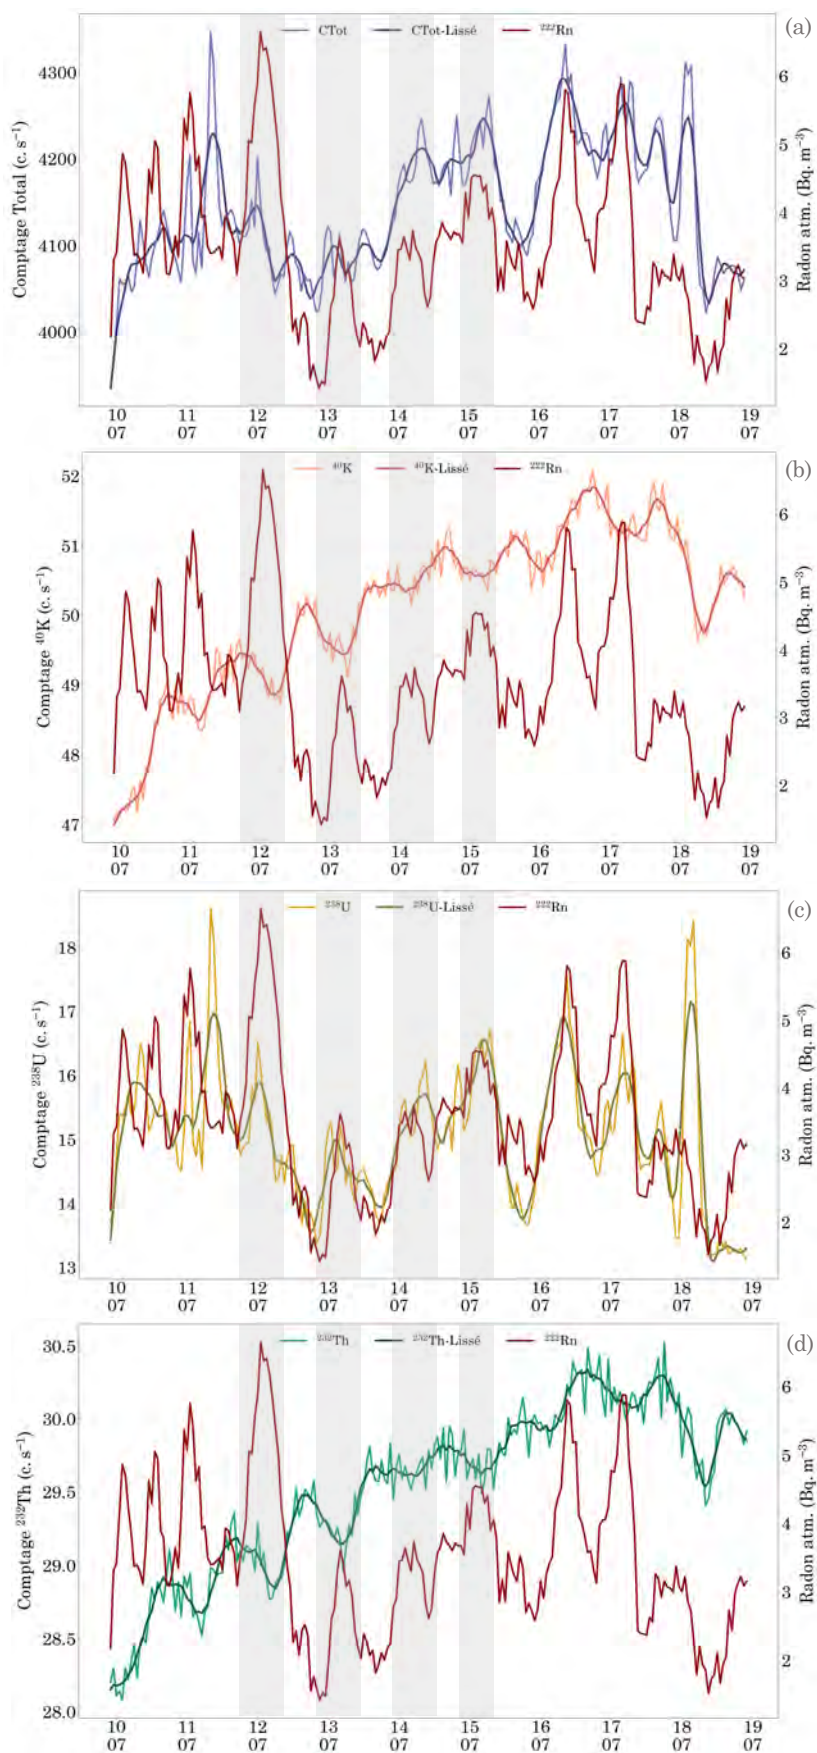 (a)
CTot CTot-Lissé ²²²Rn
Comptage Total (c. s⁻¹)
4300
4200
4100
4000
Radon atm. (Bq. m⁻³)
6
5
4
3
2
10 11 12 13 14 15 16 17 18 19
07 07 07 07 07 07 07 07 07 07
(b)
⁴⁰K ⁴⁰K-Lissé ²²²Rn
Comptage ⁴⁰K (c. s⁻¹)
52
51
50
49
48
47
Radon atm. (Bq. m⁻³)
6
5
4
3
2
10 11 12 13 14 15 16 17 18 19
07 07 07 07 07 07 07 07 07 07
(c)
²³⁸U ²³⁸U-Lissé ²²²Rn
Comptage ²³⁸U (c. s⁻¹)
18
17
16
15
14
13
Radon atm. (Bq. m⁻³)
6
5
4
3
2
10 11 12 13 14 15 16 17 18 19
07 07 07 07 07 07 07 07 07 07
(d)
²³²Th ²³²Th-Lissé ²²²Rn
Comptage ²³²Th (c. s⁻¹)
30.5
30.0
29.5
29.0
28.5
28.0
Radon atm. (Bq. m⁻³)
6
5
4
3
2
10 11 12 13 14 15 16 17 18 19
07 07 07 07 07 07 07 07 07 07